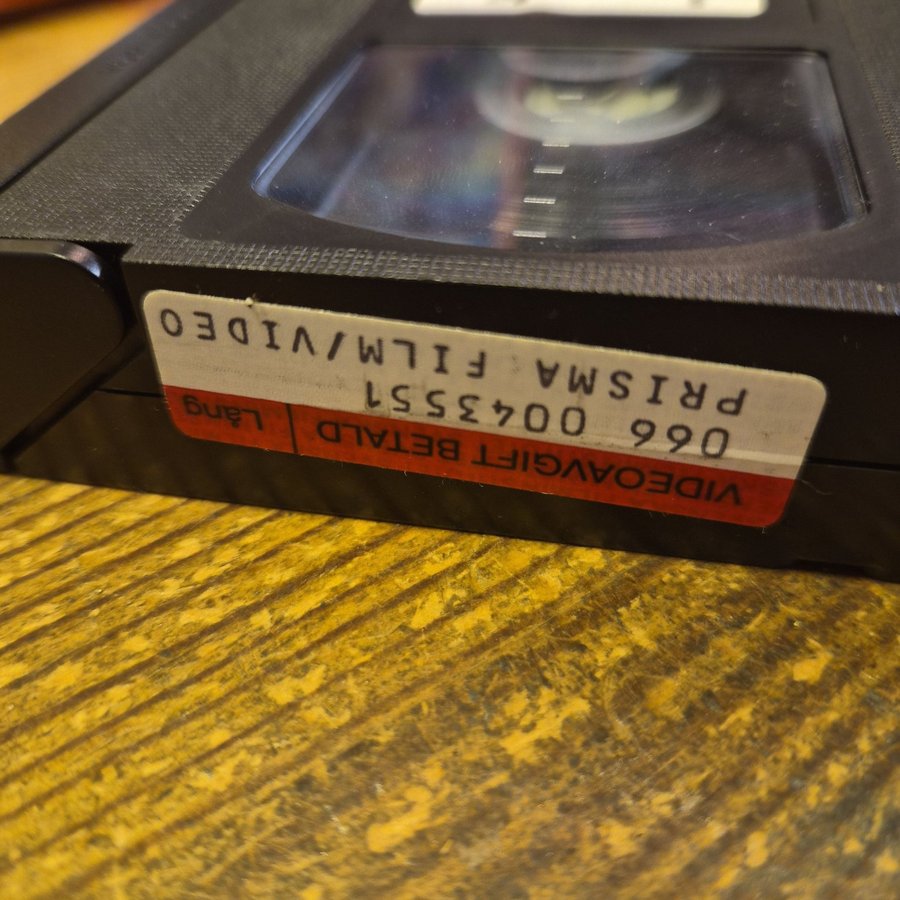 VIDEOAVGIFT BETALD | Lång
066 0043551
PRISMA FILM/VIDEO